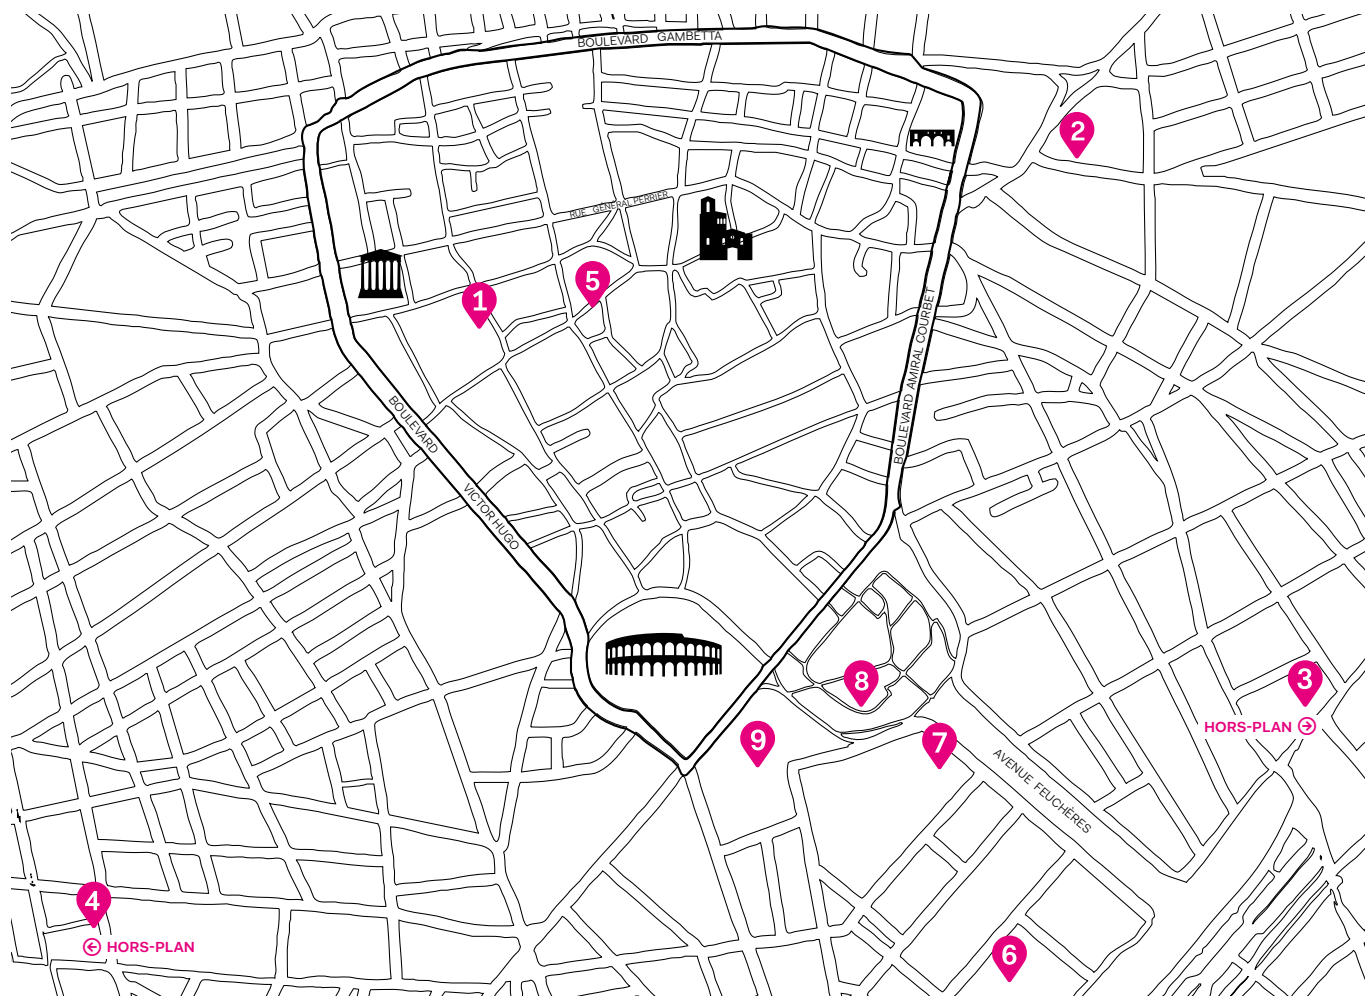 BOULEVARD GAMBETTA
2
RUE GÉNÉRAL PERRIER
5
1
BOULEVARD AMIRAL COURBET
BOULEVARD
VICTOR HUGO
8
3
HORS-PLAN
9
7
AVENUE FEUCHÈRES
4
HORS-PLAN
6